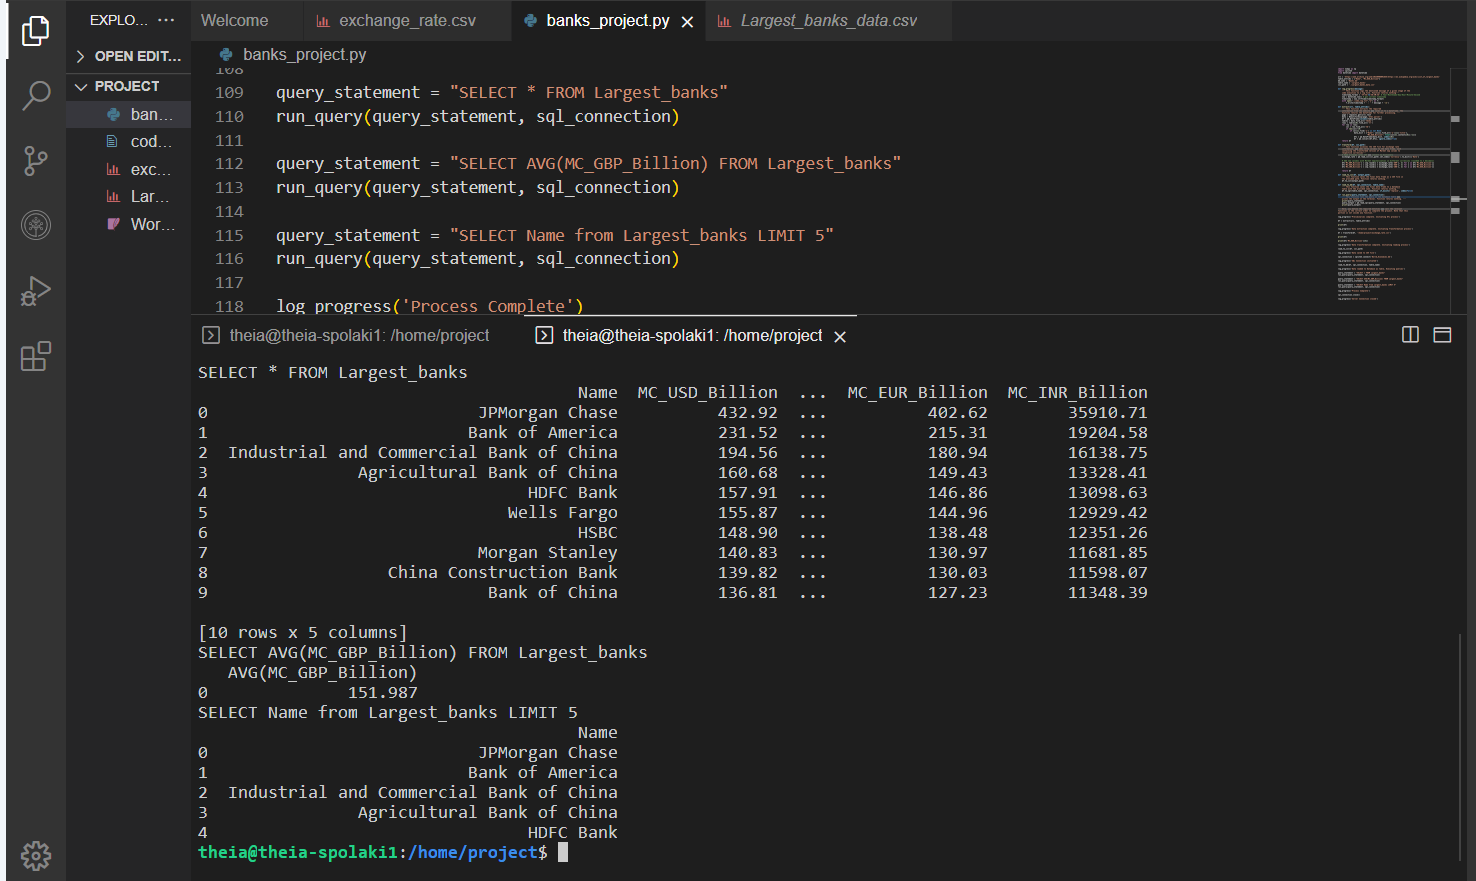 EXPLO... ...
Welcome
exchange_rate.csv
banks_project.py
Largest_banks_data.csv
OPEN EDIT...
PROJECT
ban...
cod...
exc...
Lar...
Wor...
banks_project.py
108
109 query_statement = "SELECT * FROM Largest_banks"
110 run_query(query_statement, sql_connection)
111
112 query_statement = "SELECT AVG(MC_GBP_Billion) FROM Largest_banks"
113 run_query(query_statement, sql_connection)
114
115 query_statement = "SELECT Name from Largest_banks LIMIT 5"
116 run_query(query_statement, sql_connection)
117
118 log_progress('Process Complete')
theia@theia-spolaki1: /home/project
theia@theia-spolaki1: /home/project
SELECT * FROM Largest_banks
Name MC_USD_Billion ... MC_EUR_Billion MC_INR_Billion
0 JPMorgan Chase 432.92 ... 402.62 35910.71
1 Bank of America 231.52 ... 215.31 19204.58
2 Industrial and Commercial Bank of China 194.56 ... 180.94 16138.75
3 Agricultural Bank of China 160.68 ... 149.43 13328.41
4 HDFC Bank 157.91 ... 146.86 13098.63
5 Wells Fargo 155.87 ... 144.96 12929.42
6 HSBC 148.90 ... 138.48 12351.26
7 Morgan Stanley 140.83 ... 130.97 11681.85
8 China Construction Bank 139.82 ... 130.03 11598.07
9 Bank of China 136.81 ... 127.23 11348.39
[10 rows x 5 columns]
SELECT AVG(MC_GBP_Billion) FROM Largest_banks
AVG(MC_GBP_Billion)
0 151.987
SELECT Name from Largest_banks LIMIT 5
Name
0 JPMorgan Chase
1 Bank of America
2 Industrial and Commercial Bank of China
3 Agricultural Bank of China
4 HDFC Bank
theia@theia-spolaki1:/home/project$